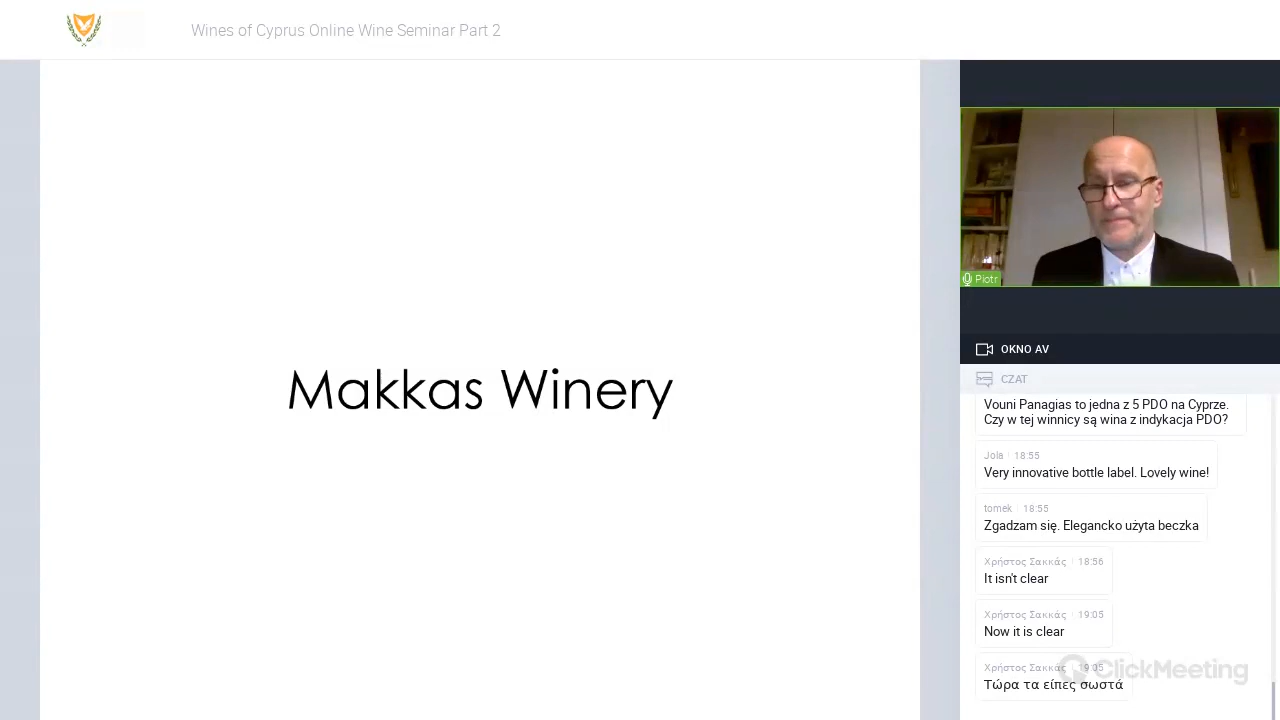 Wines of Cyprus Online Wine Seminar Part 2
Makkas Winery
Piotr
OKNO AV
CZAT
Vouni Panagias to jedna z 5 PDO na Cyprze.
Czy w tej winnicy są wina z indykacja PDO?
Jola 18:55
Very innovative bottle label. Lovely wine!
tomek 18:55
Zgadzam się. Elegancko użyta beczka
Χρήστος Σακκάς 18:56
It isn't clear
Χρήστος Σακκάς 19:05
Now it is clear
Χρήστος Σακκάς 19:05
Τώρα τα είπες σωστά
ClickMeeting